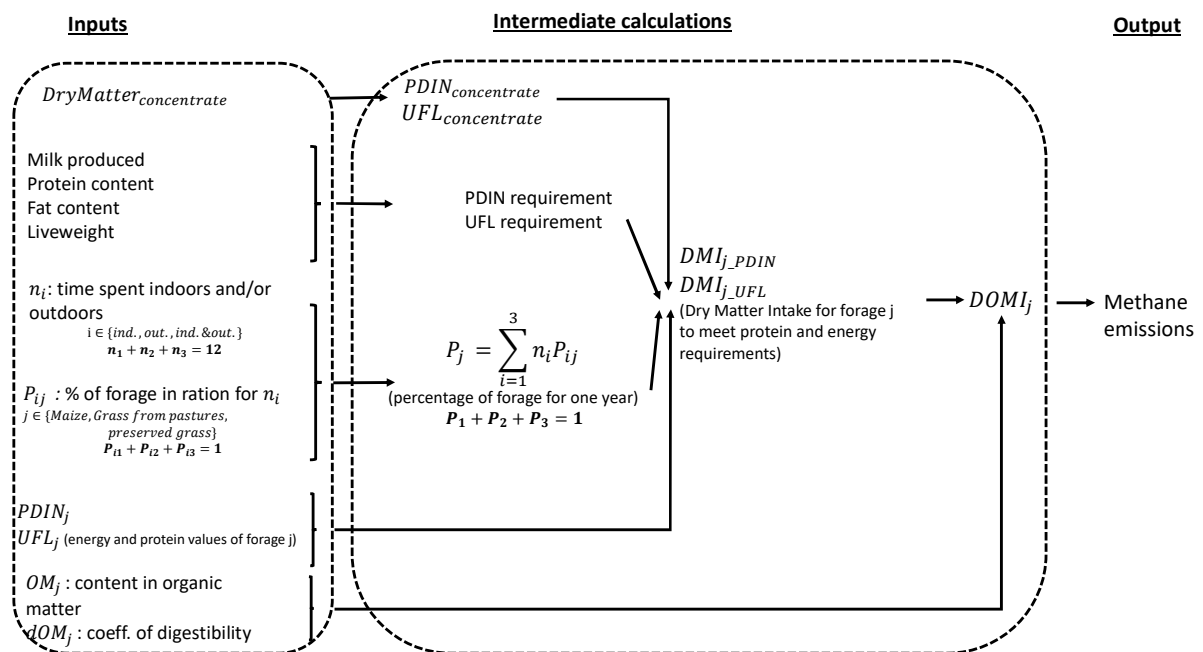 Inputs
Intermediate calculations
Output
DryMatter_concentrate
PDIN_concentrate
UFL_concentrate
Milk produced
Protein content
Fat content
Liveweight
PDIN requirement
UFL requirement
n_i: time spent indoors and/or
outdoors
i ∈ {ind., out., ind.&out.}
n_1 + n_2 + n_3 = 12
P_ij : % of forage in ration for n_i
j ∈ {Maize, Grass from pastures,
preserved grass}
P_i1 + P_i2 + P_i3 = 1
P_j = ∑_{i=1}^{3} n_i P_ij
(percentage of forage for one year)
P_1 + P_2 + P_3 = 1
DMI_j_PDIN
DMI_j_UFL
(Dry Matter Intake for forage j
to meet protein and energy
requirements)
DOMI_j
Methane
emissions
PDIN_j
UFL_j (energy and protein values of forage j)
OM_j : content in organic
matter
dOM_j : coeff. of digestibility